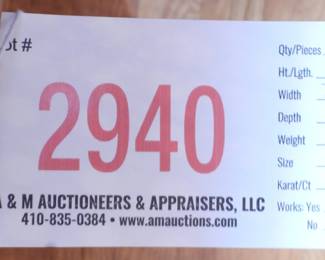 ot #
2940
& M AUCTIONEERS & APPRAISERS, LLC
410-835-0384 • www.amauctions.com
Qty/Pieces
Ht./Lgth.
Width
Depth
Weight
Size
Karat/Ct
Works: Yes
No